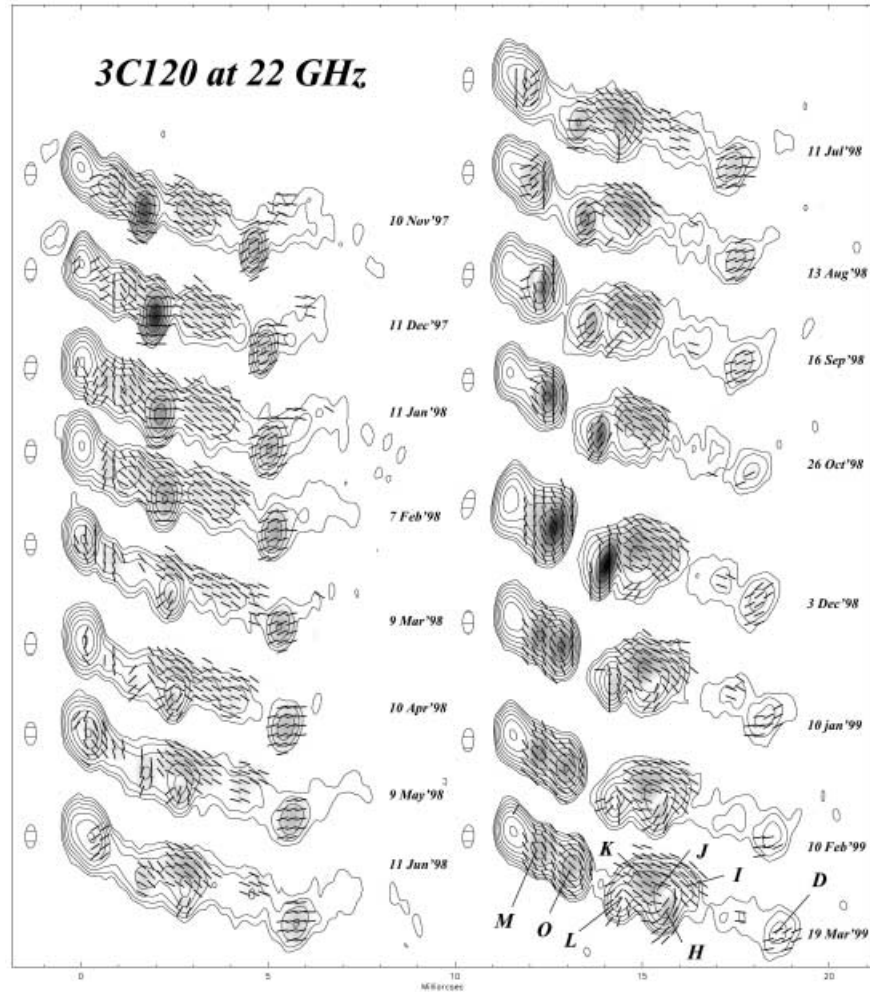 3C120 at 22 GHz
10 Nov'97
11 Dec'97
11 Jan'98
7 Feb'98
9 Mar'98
10 Apr'98
9 May'98
11 Jun'98
11 Jul'98
13 Aug'98
16 Sep'98
26 Oct'98
3 Dec'98
10 jan'99
10 Feb'99
K
J
I
D
M
O
L
H
19 Mar'99
0
5
10
15
20
Milliarcsec